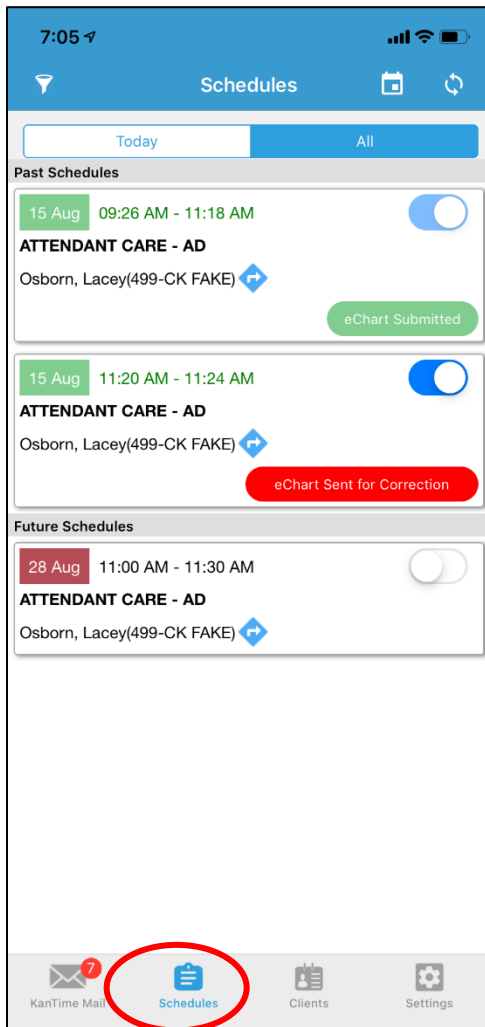 7:05
Schedules
Today All
Past Schedules
15 Aug 09:26 AM - 11:18 AM
ATTENDANT CARE - AD
Osborn, Lacey(499-CK FAKE)
eChart Submitted
15 Aug 11:20 AM - 11:24 AM
ATTENDANT CARE - AD
Osborn, Lacey(499-CK FAKE)
eChart Sent for Correction
Future Schedules
28 Aug 11:00 AM - 11:30 AM
ATTENDANT CARE - AD
Osborn, Lacey(499-CK FAKE)
7
KanTime Mail Schedules Clients Settings